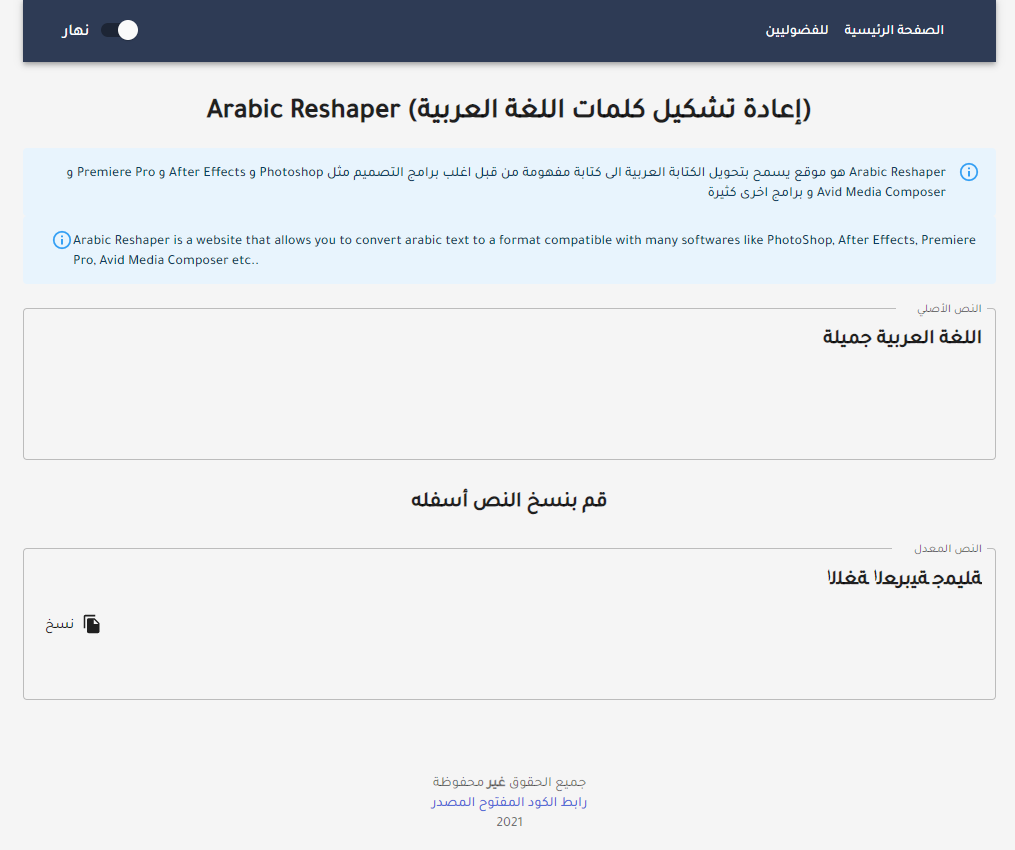 الصفحة الرئيسية للفضوليين نهار
Arabic Reshaper (إعادة تشكيل كلمات اللغة العربية)
Arabic Reshaper هو موقع يسمح بتحويل الكتابة العربية الى كتابة مفهومة من قبل اغلب برامج التصميم مثل Photoshop و After Effects و Premiere Pro و
Avid Media Composer و برامج اخرى كثيرة
Arabic Reshaper is a website that allows you to convert arabic text to a format compatible with many softwares like PhotoShop, After Effects, Premiere
Pro, Avid Media Composer etc..
النص الأصلي
اللغة العربية جميلة
قم بنسخ النص أسفله
النص المعدل
ﺔﻠﻴﻤﺟ ﺔﻴﺑﺮﻌﻟﺍ ﺔﻐﻠﻟﺍ
نسخ
جميع الحقوق غير محفوظة
رابط الكود المفتوح المصدر
2021